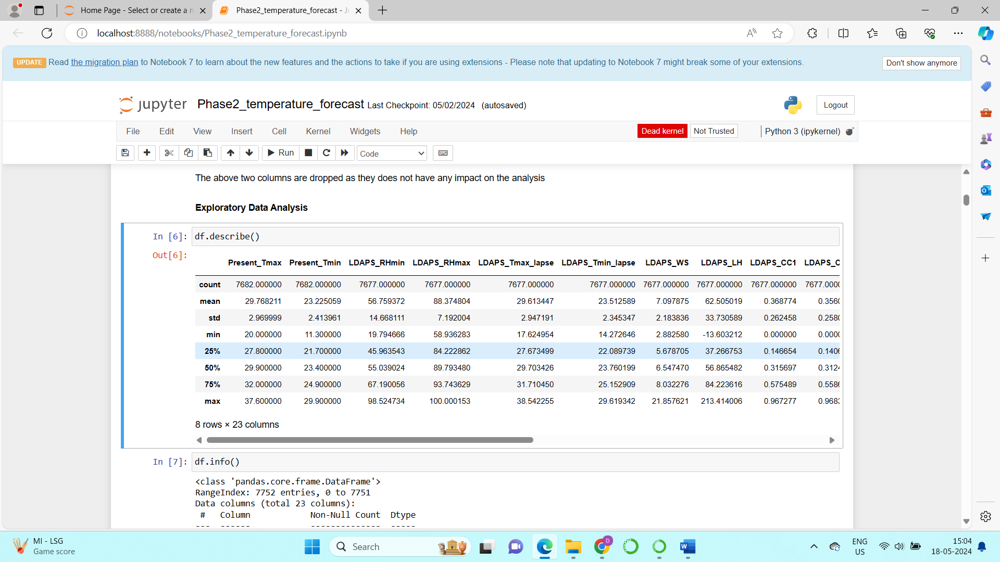 Home Page - Select or create a n
Phase2_temperature_forecast - Ju
localhost:8888/notebooks/Phase2_temperature_forecast.ipynb
UPDATE Read the migration plan to Notebook 7 to learn about the new features and the actions to take if you are using extensions - Please note that updating to Notebook 7 might break some of your extensions.
Don't show anymore
jupyter Phase2_temperature_forecast Last Checkpoint: 05/02/2024 (autosaved)
Logout
File Edit View Insert Cell Kernel Widgets Help
Dead kernel Not Trusted Python 3 (ipykernel)
Run Code
The above two columns are dropped as they does not have any impact on the analysis
Exploratory Data Analysis
In [6]: df.describe()
Out[6]:
Present_Tmax Present_Tmin LDAPS_RHmin LDAPS_RHmax LDAPS_Tmax_lapse LDAPS_Tmin_lapse LDAPS_WS LDAPS_LH LDAPS_CC1 LDAPS_C
count 7682.000000 7682.000000 7677.000000 7677.000000 7677.000000 7677.000000 7677.000000 7677.000000 7677.000000 7677.000
mean 29.768211 23.225059 56.759372 88.374804 29.613447 23.512589 7.097875 62.505019 0.368774 0.356
std 2.969999 2.413961 14.668111 7.192004 2.947191 2.345347 2.183836 33.730589 0.262458 0.258
min 20.000000 11.300000 19.794666 58.936283 17.624954 14.272646 2.882580 -13.603212 0.000000 0.000
25% 27.800000 21.700000 45.963543 84.222862 27.673499 22.089739 5.678705 37.266753 0.146654 0.140
50% 29.900000 23.400000 55.039024 89.793480 29.703426 23.760199 6.547470 56.865482 0.315697 0.312
75% 32.000000 24.900000 67.190056 93.743629 31.710450 25.152909 8.032276 84.223616 0.575489 0.558
max 37.600000 29.900000 98.524734 100.000153 38.542255 29.619342 21.857621 213.414006 0.967277 0.968
8 rows × 23 columns
In [7]: df.info()
<class 'pandas.core.frame.DataFrame'>
RangeIndex: 7752 entries, 0 to 7751
Data columns (total 23 columns):
# Column Non-Null Count Dtype
--- ------ -------------- -----
MI - LSG
Game score
Search
D
ENG
US
15:04
18-05-2024